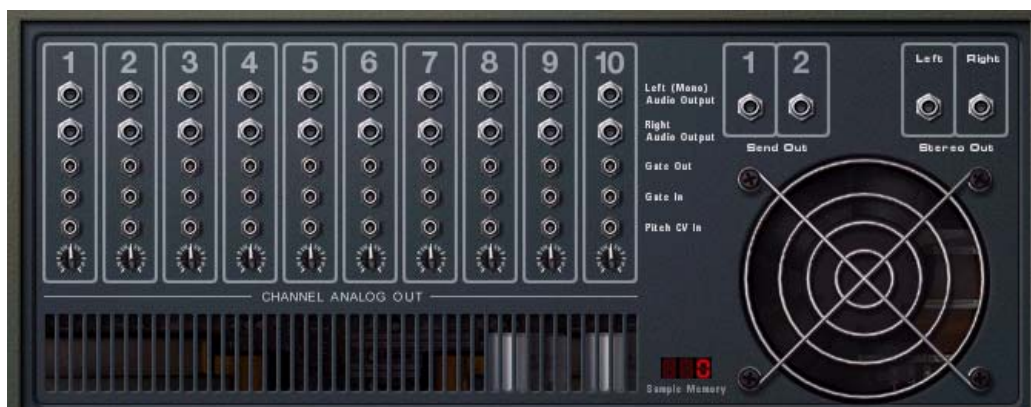 1 2 3 4 5 6 7 8 9 10
1 2
Left Right
Left (Mono)
Audio Output
Right
Audio Output
Send Out
Stereo Out
Gate Out
Gate In
Pitch CV In
CHANNEL ANALOG OUT
0
Sample Memory